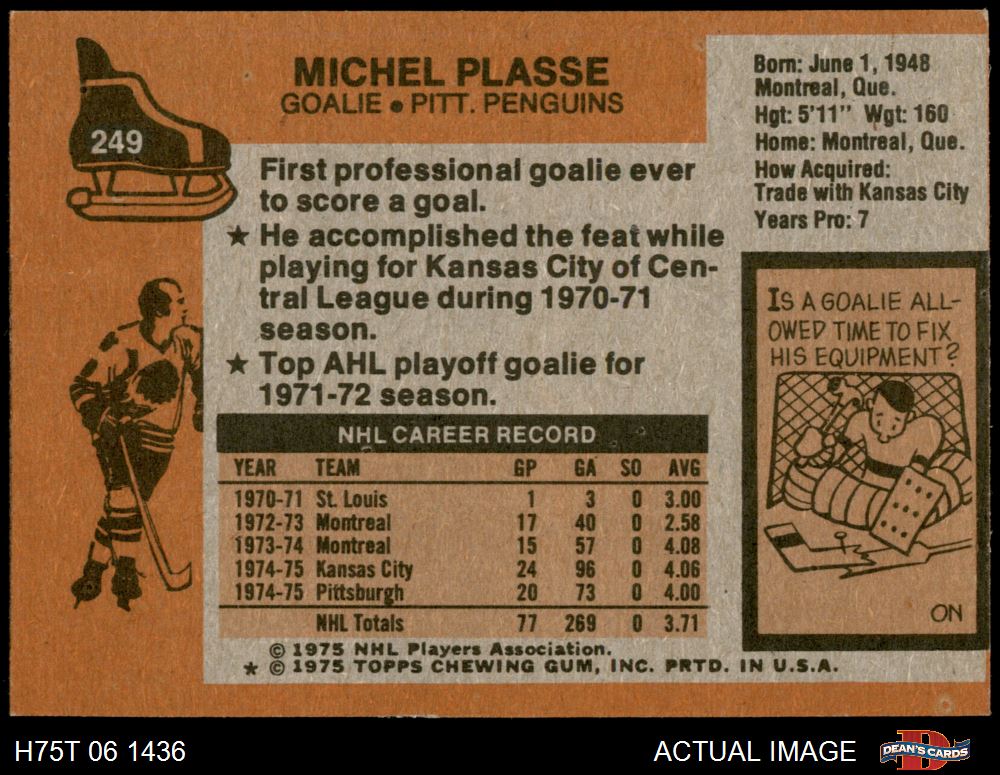 249
MICHEL PLASSE
GOALIE • PITT. PENGUINS
First professional goalie ever
to score a goal.
★ He accomplished the feat while
playing for Kansas City of Cen-
tral League during 1970-71
season.
★ Top AHL playoff goalie for
1971-72 season.
Born: June 1, 1948
Montreal, Que.
Hgt: 5'11" Wgt: 160
Home: Montreal, Que.
How Acquired:
Trade with Kansas City
Years Pro: 7
IS A GOALIE ALL-
OWED TIME TO FIX
HIS EQUIPMENT?
ON
NHL CAREER RECORD
YEAR TEAM GP GA SO AVG
1970-71 St. Louis 1 3 0 3.00
1972-73 Montreal 17 40 0 2.58
1973-74 Montreal 15 57 0 4.08
1974-75 Kansas City 24 96 0 4.06
1974-75 Pittsburgh 20 73 0 4.00
NHL Totals 77 269 0 3.71
© 1975 NHL Players Association.
★ © 1975 TOPPS CHEWING GUM, INC. PRTD. IN U.S.A.
H75T 06 1436
ACTUAL IMAGE
D
DEAN'S CARDS